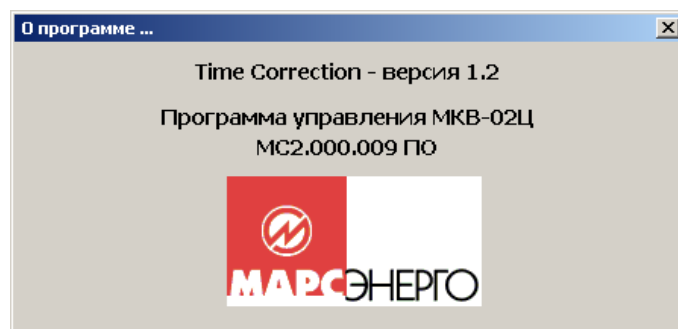 О программе ...
Time Correction - версия 1.2
Программа управления МКВ-02Ц
МС2.000.009 ПО
МАРСЭНЕРГО